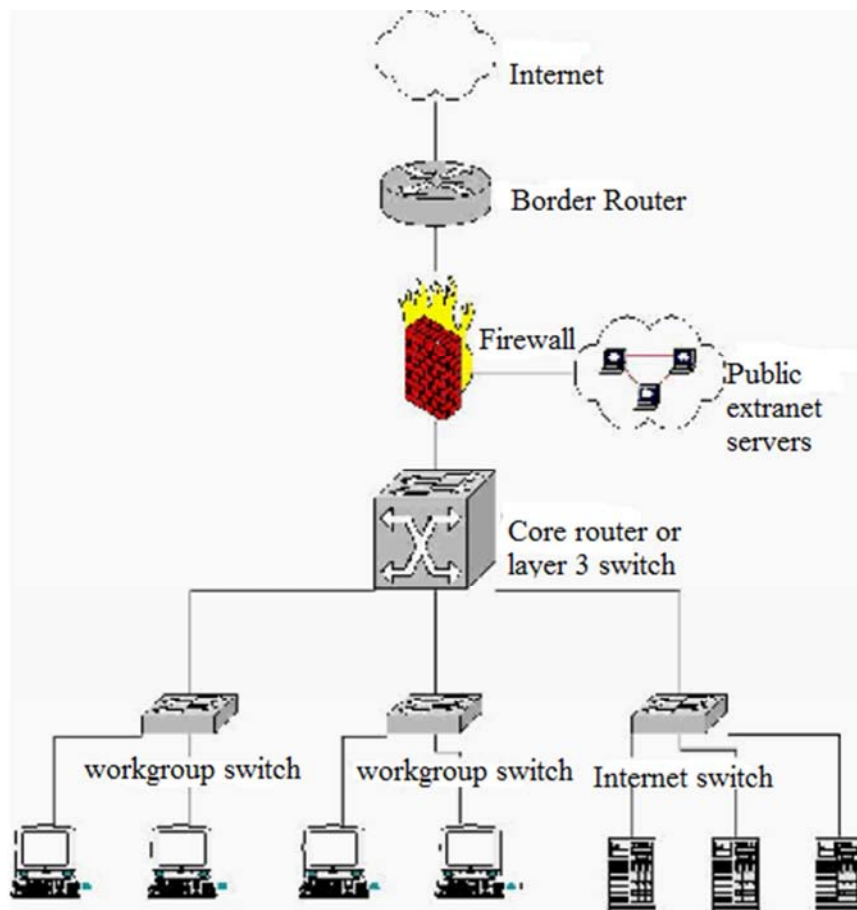 Internet
Border Router
Firewall
Public
extranet
servers
Core router or
layer 3 switch
workgroup switch
workgroup switch
Internet switch